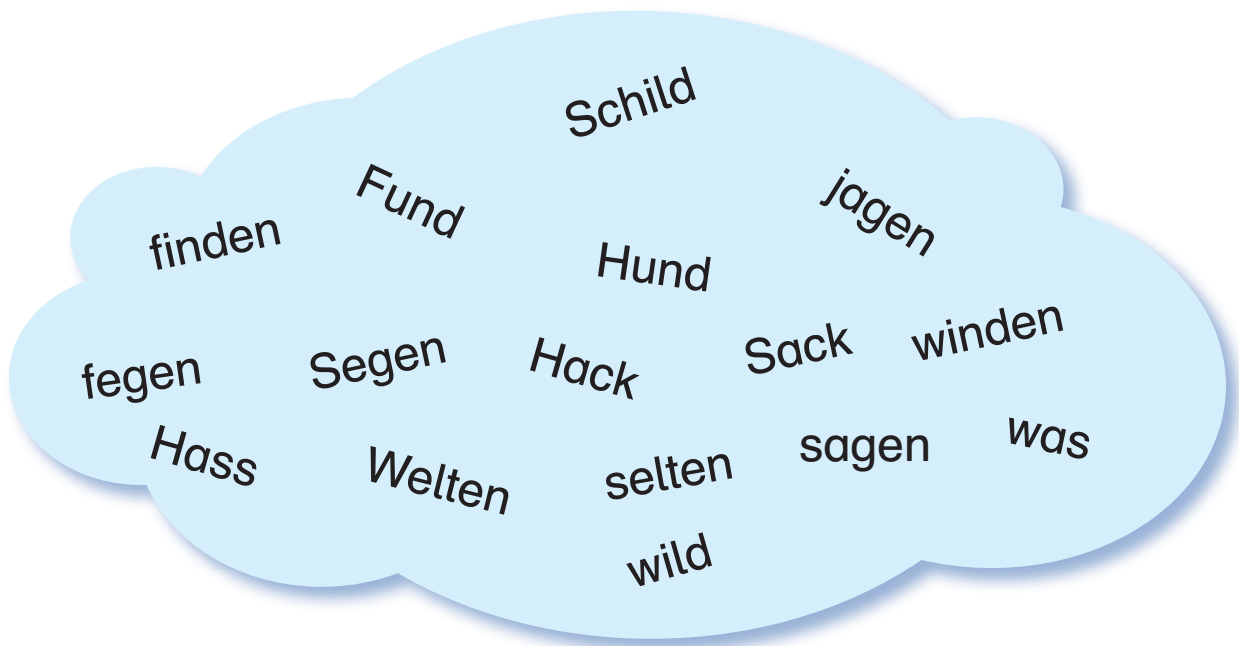 Schild
Fund
jagen
finden
Hund
winden
Sack
Segen
Hack
fegen
was
sagen
Hass
Welten
selten
wild